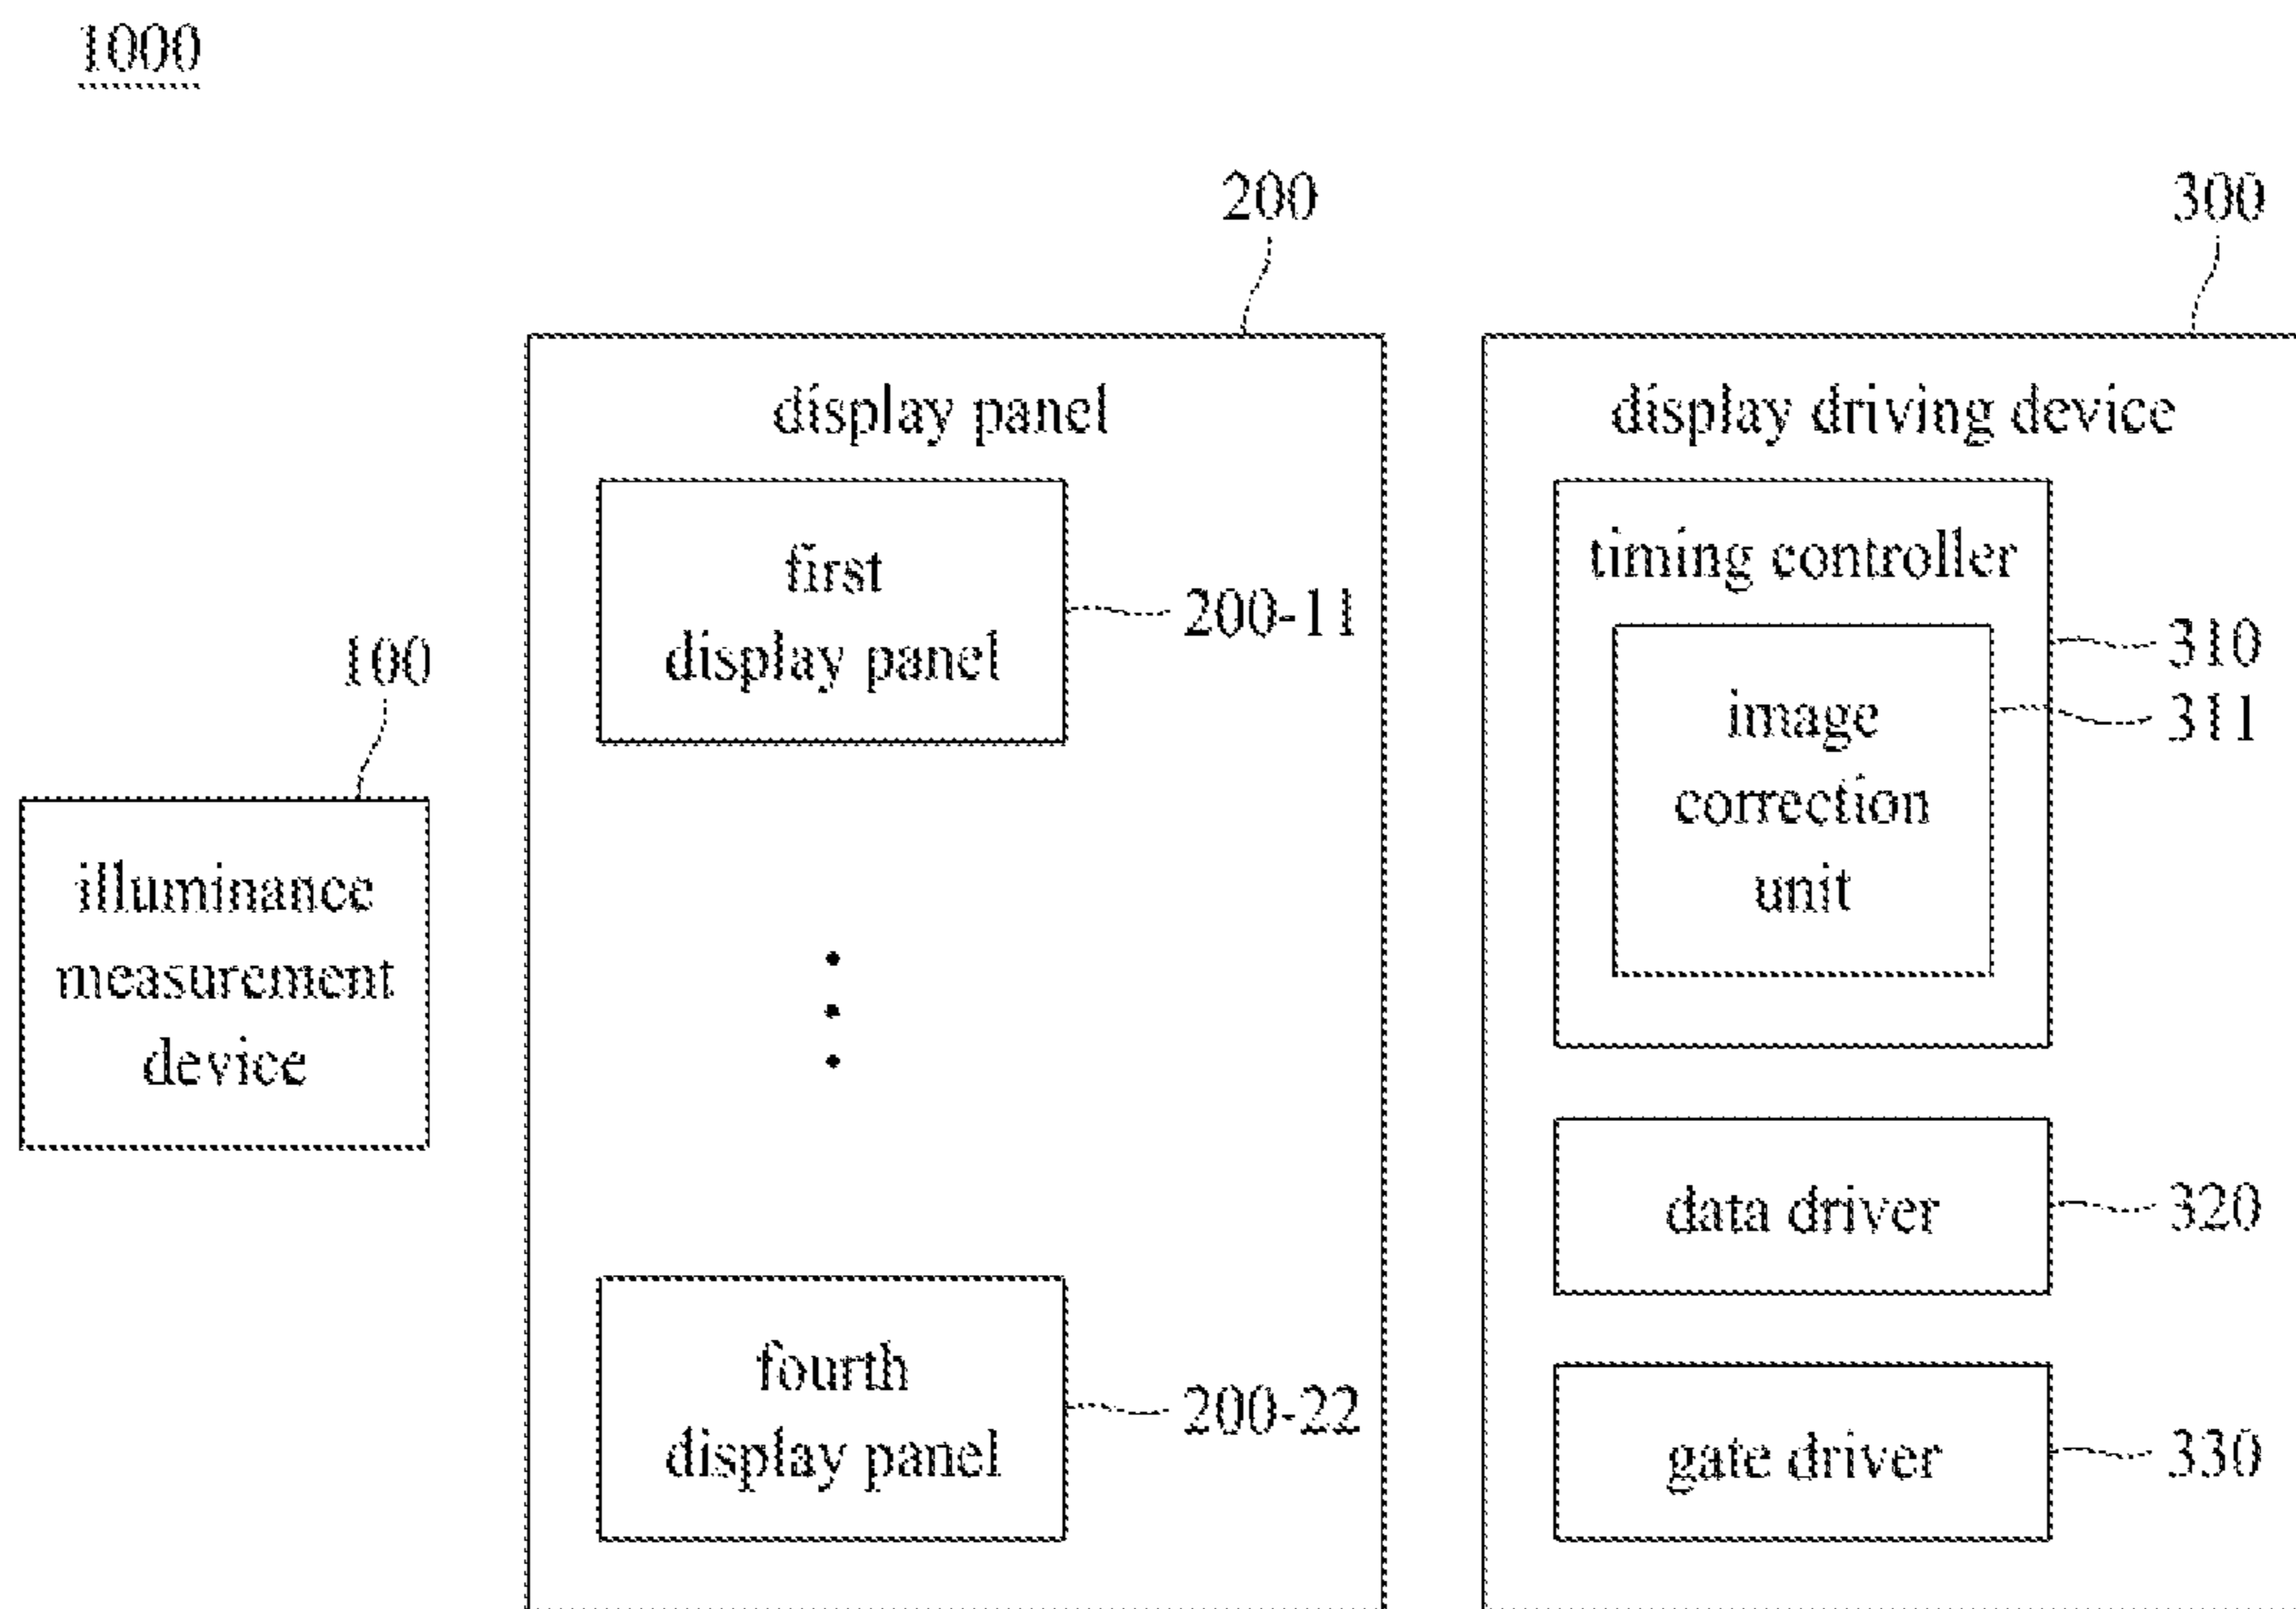 1000
200
300
display panel
display driving device
first
display panel
200-11
timing controller
310
image
correction
unit
311
100
illuminance
measurement
device
data driver
320
fourth
display panel
200-22
gate driver
330